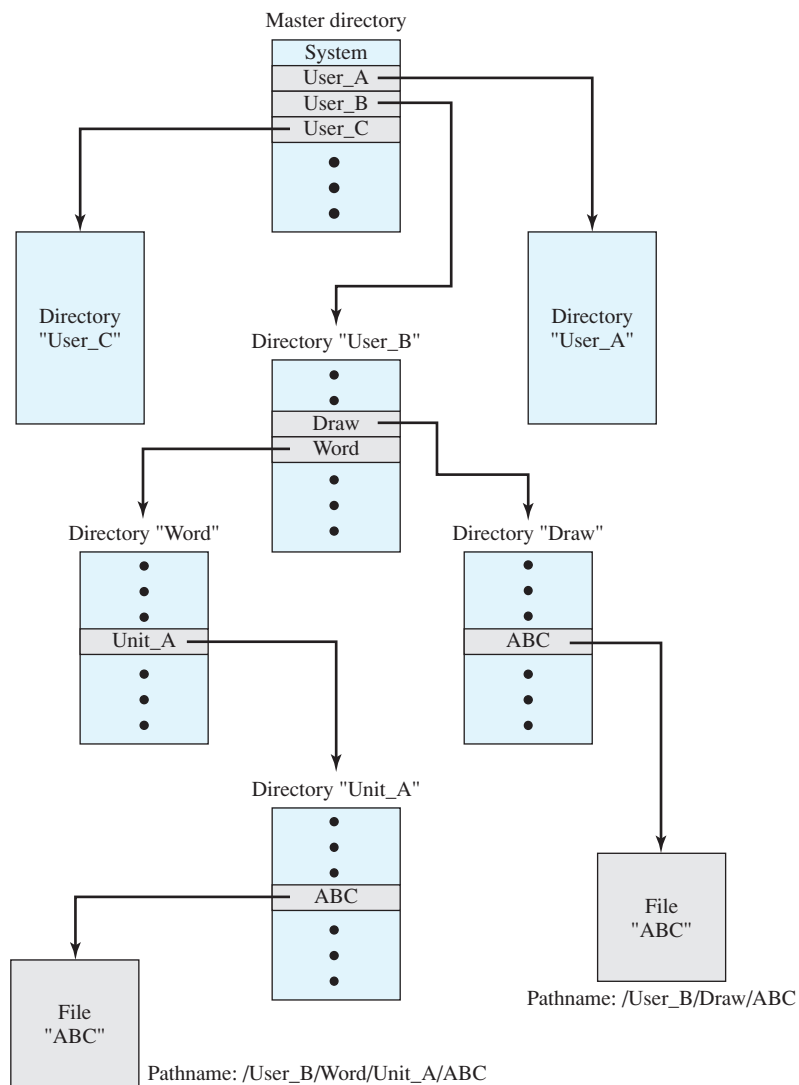 Master directory
System
User_A
User_B
User_C
Directory
"User_C"
Directory
"User_A"
Directory "User_B"
Draw
Word
Directory "Word"
Directory "Draw"
Unit_A
ABC
Directory "Unit_A"
ABC
File
"ABC"
Pathname: /User_B/Draw/ABC
File
"ABC"
Pathname: /User_B/Word/Unit_A/ABC